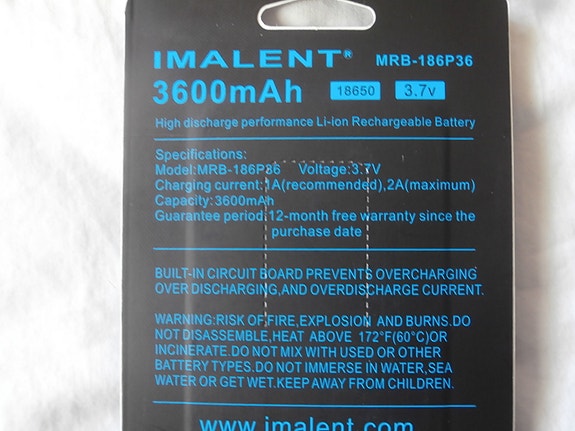 IMALENT® MRB-186P36
3600mAh 18650 3.7v
High discharge performance Li-ion Rechargeable Battery
Specifications:
Model:MRB-186P36 Voltage:3.7V
Charging current:1A(recommended),2A(maximum)
Capacity:3600mAh
Guarantee period:12-month free warranty since the
purchase date
BUILT-IN CIRCUIT BOARD PREVENTS OVERCHARGING
OVER DISCHARGING,AND OVERDISCHARGE CURRENT.
WARNING:RISK OF FIRE,EXPLOSION AND BURNS.DO
NOT DISASSEMBLE,HEAT ABOVE 172°F(60°C)OR
INCINERATE.DO NOT MIX WITH USED OR OTHER
BATTERY TYPES.DO NOT IMMERSE IN WATER,SEA
WATER OR GET WET.KEEP AWAY FROM CHILDREN.
www.imalent.com